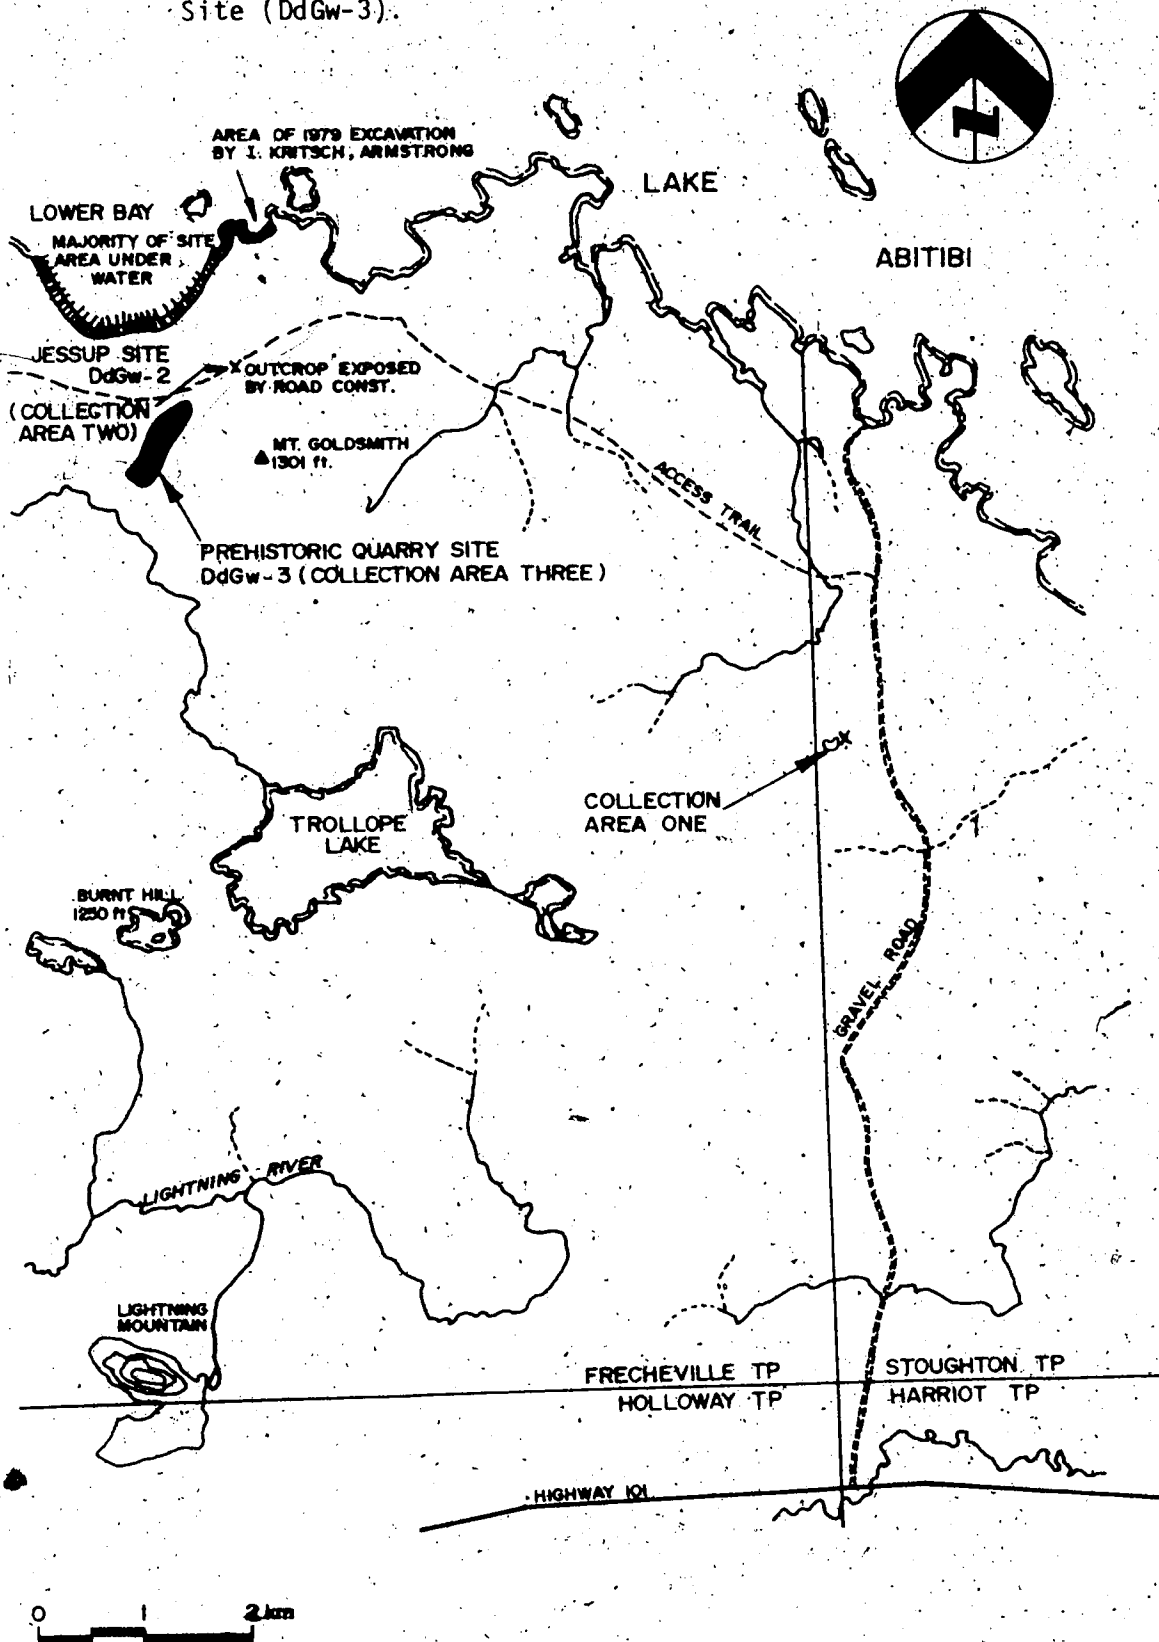 Site (DdGw-3).
N
AREA OF 1979 EXCAVATION
BY I. KRITSCH, ARMSTRONG
LAKE
ABITIBI
LOWER BAY
MAJORITY OF SITE
AREA UNDER
WATER
JESSUP SITE
DdGw-2
(COLLECTION
AREA TWO)
X OUTCROP EXPOSED
BY ROAD CONST.
MT. GOLDSMITH
1301 ft.
ACCESS TRAIL
PREHISTORIC QUARRY SITE
DdGw-3 (COLLECTION AREA THREE)
X
COLLECTION
AREA ONE
TROLLOPE
LAKE
BURNT HILL
1250 ft
GRAVEL ROAD
LIGHTNING RIVER
LIGHTNING
MOUNTAIN
FRECHEVILLE TP
STOUGHTON TP
HOLLOWAY TP
HARRIOT TP
HIGHWAY 101
0 1 2 km